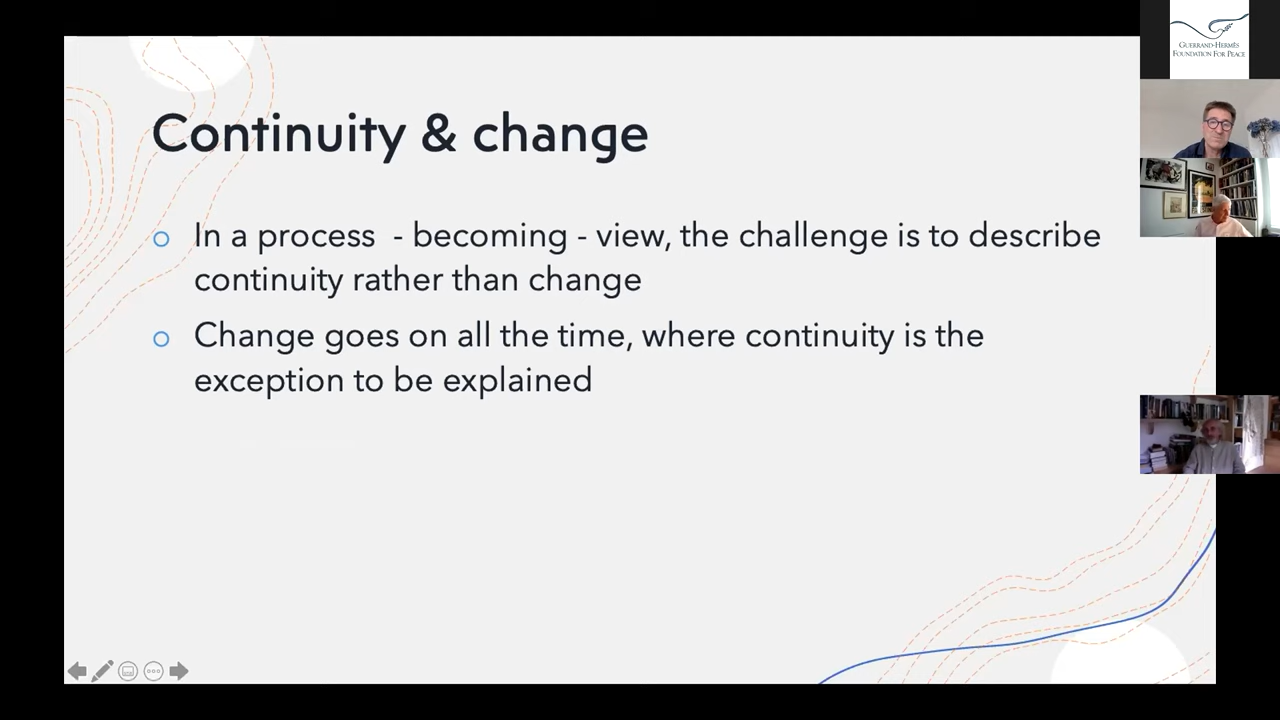 Continuity & change
In a process  - becoming - view, the challenge is to describe
continuity rather than change
Change goes on all the time, where continuity is the
exception to be explained
GUERRAND-HERMÈS
FOUNDATION FOR PEACE